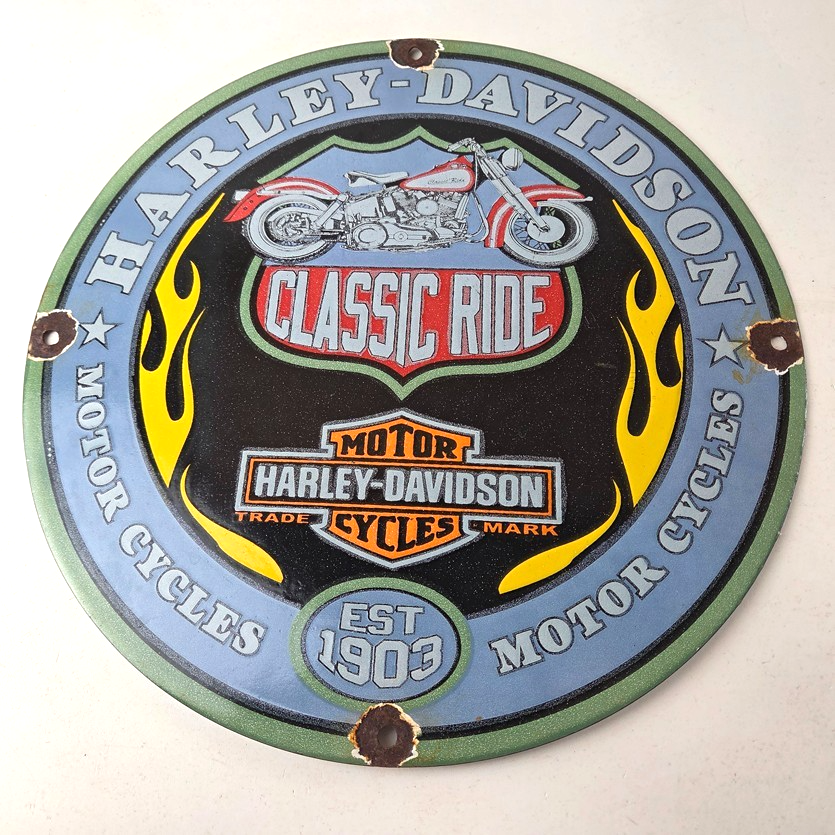 HARLEY-DAVIDSON
CLASSIC RIDE
MOTOR
HARLEY-DAVIDSON
TRADE MARK
CYCLES
MOTOR CYCLES
MOTOR CYCLES
EST
1903